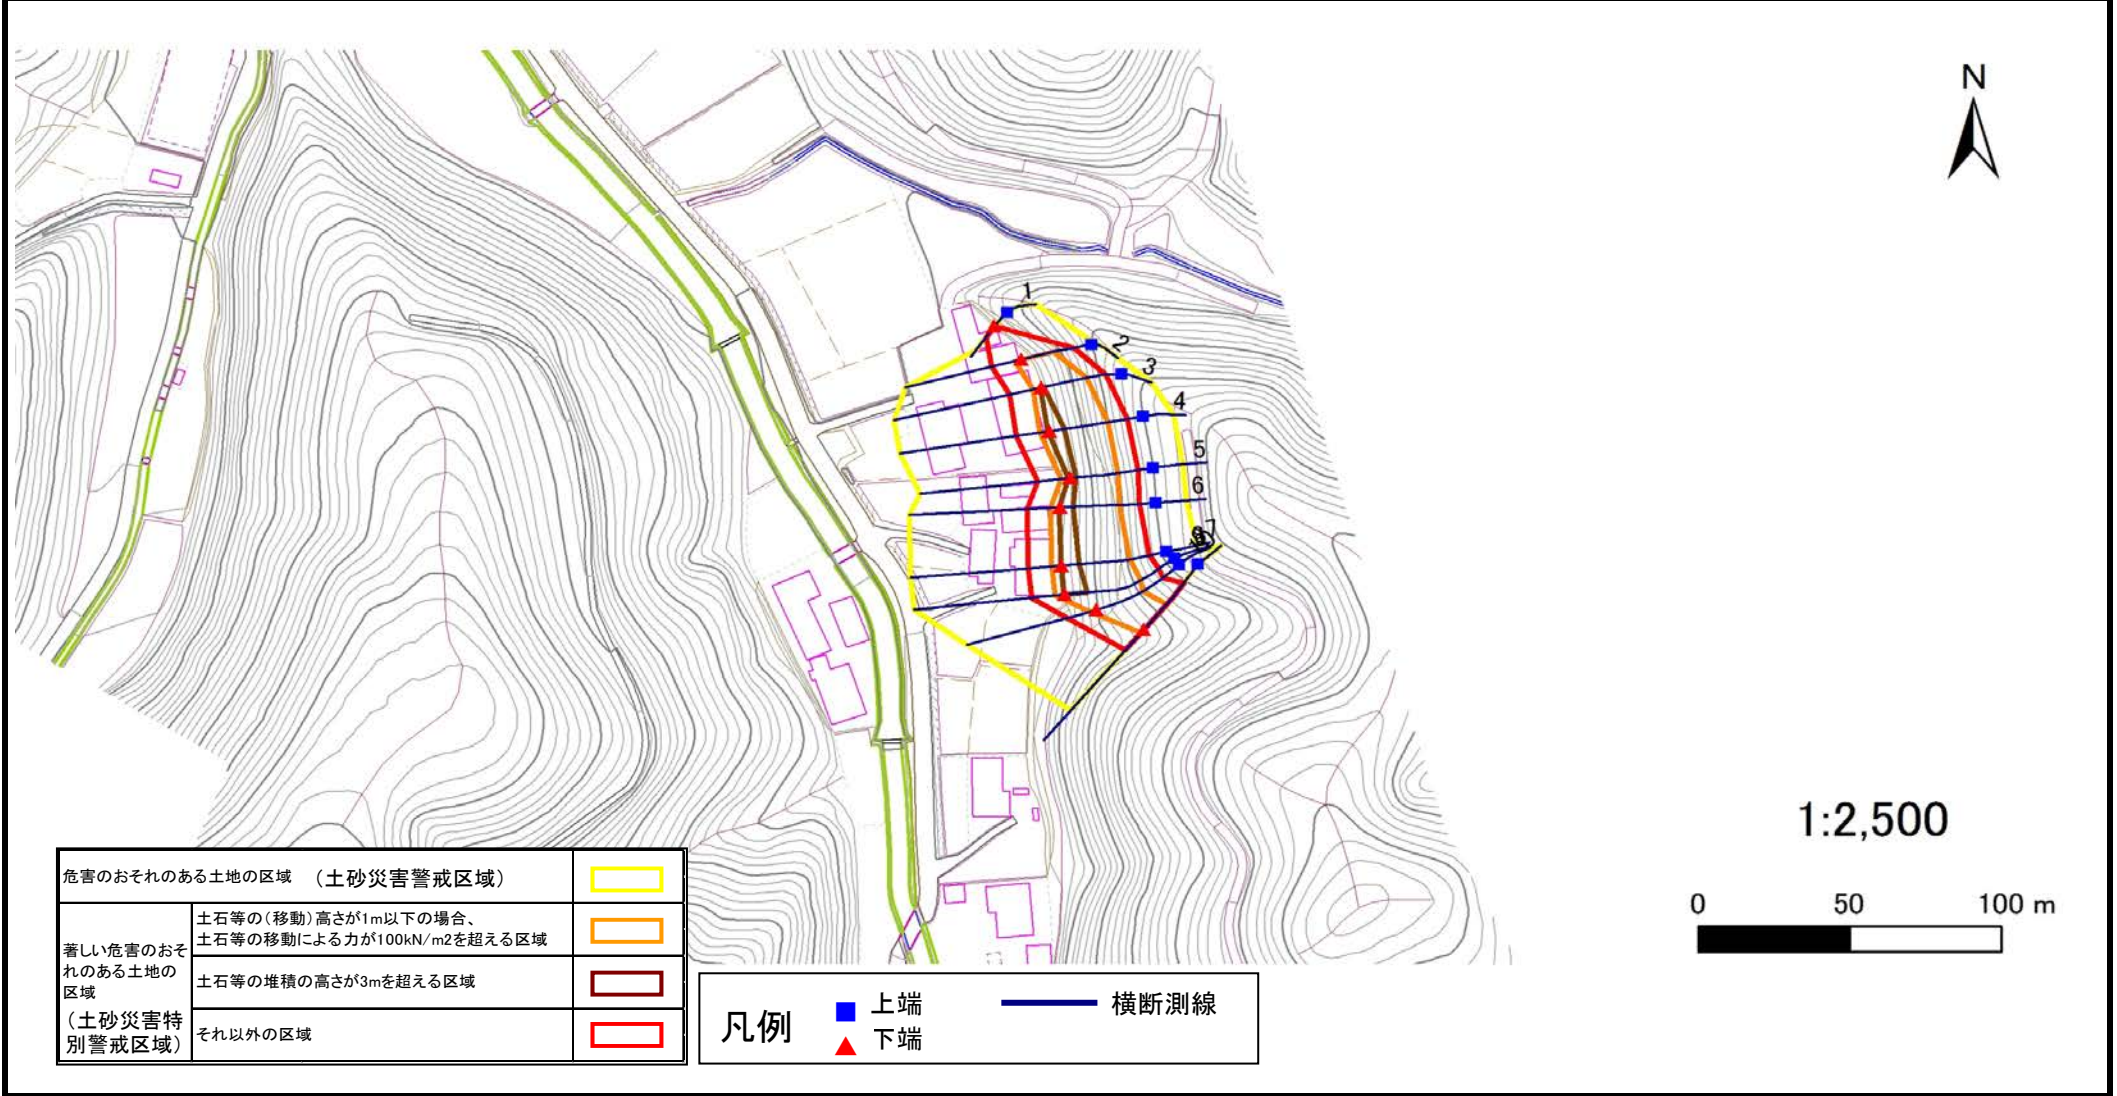 N
1
2
3
4
5
6
7
1:2,500
0 50 100 m
危害のおそれのある土地の区域 (土砂災害警戒区域)
著しい危害のおそ
れのある土地の
区域
(土砂災害特
別警戒区域)
土石等の(移動)高さが1m以下の場合、
土石等の移動による力が100kN/m2を超える区域
土石等の堆積の高さが3mを超える区域
それ以外の区域
凡例
上端
下端
横断測線